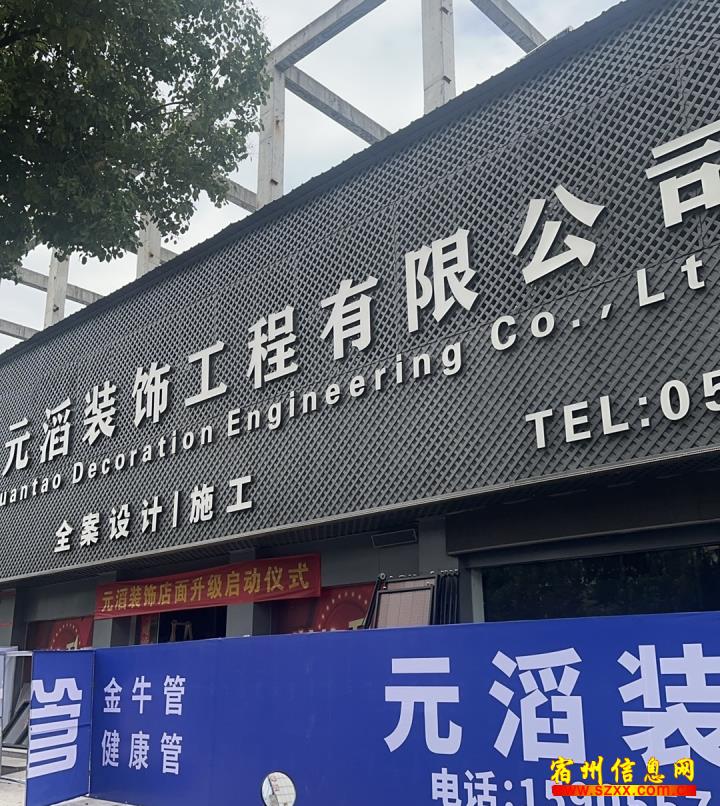 元滔装饰工程有限公司
uantao Decoration Engineering Co.,Lt
TEL:05
全案设计|施工
元滔装饰店面升级启动仪式
管
金牛管
健康管
元滔装
电话:15
宿州信息网
www.szxx.com.cn